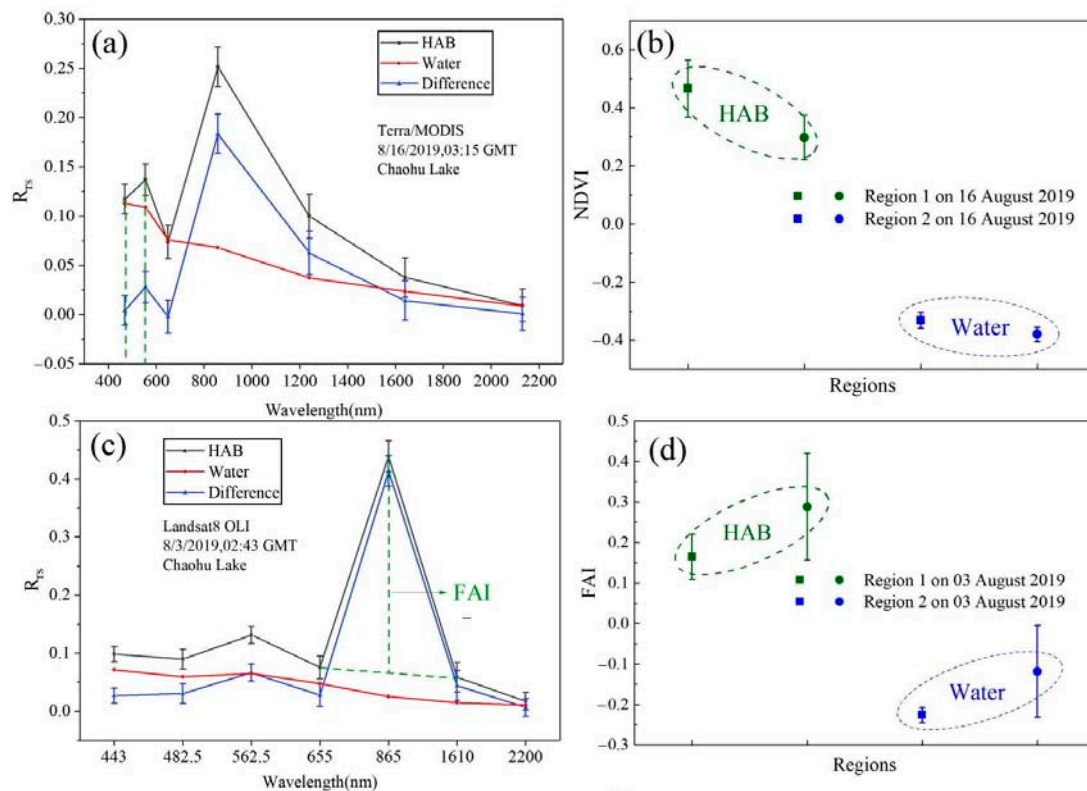 (a)
HAB
Water
Difference
Terra/MODIS
8/16/2019,03:15 GMT
Chaohu Lake
Rrs
0.30
0.25
0.20
0.15
0.10
0.05
0.00
−0.05
400 600 800 1000 1200 1400 1600 1800 2000 2200
Wavelength(nm)
(b)
NDVI
0.6
0.4
0.2
0.0
−0.2
−0.4
HAB
Region 1 on 16 August 2019
Region 2 on 16 August 2019
Water
Regions
(c)
HAB
Water
Difference
Landsat8 OLI
8/3/2019,02:43 GMT
Chaohu Lake
FAI
Rrs
0.5
0.4
0.3
0.2
0.1
0.0
443 482.5 562.5 655 865 1610 2200
Wavelength(nm)
(d)
FAI
0.5
0.4
0.3
0.2
0.1
0.0
−0.1
−0.2
−0.3
HAB
Region 1 on 03 August 2019
Region 2 on 03 August 2019
Water
Regions